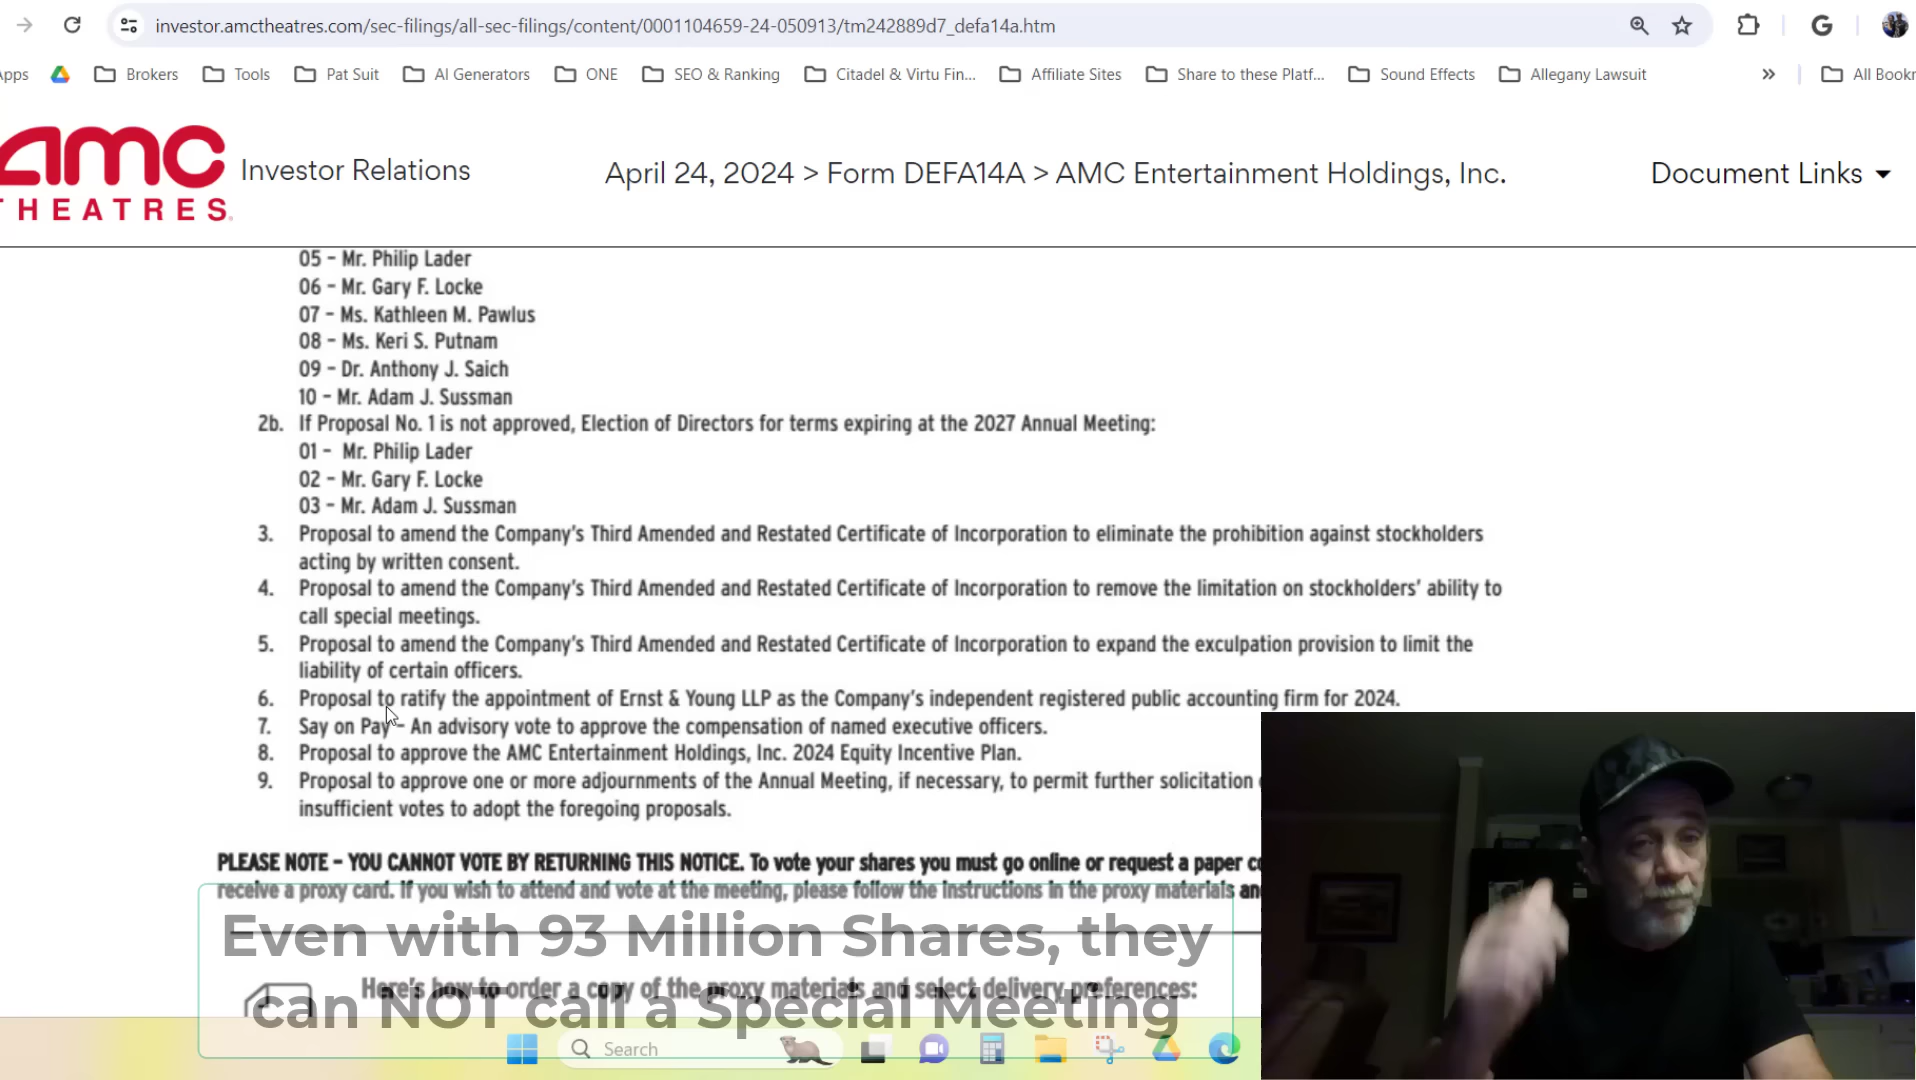 investor.amctheatres.com/sec-filings/all-sec-filings/content/0001104659-24-050913/tm242889d7_defa14a.htm
G
Brokers
Tools
Pat Suit
AI Generators
ONE
SEO & Ranking
Citadel & Virtu Fin...
Affiliate Sites
Share to these Platf...
Sound Effects
Allegany Lawsuit
»
All Bookr
amc
THEATRES.
Investor Relations
April 24, 2024 > Form DEFA14A > AMC Entertainment Holdings, Inc.
Document Links
05 - Mr. Philip Lader
06 - Mr. Gary F. Locke
07 - Ms. Kathleen M. Pawlus
08 - Ms. Keri S. Putnam
09 - Dr. Anthony J. Saich
10 - Mr. Adam J. Sussman
2b. If Proposal No. 1 is not approved, Election of Directors for terms expiring at the 2027 Annual Meeting:
01 - Mr. Philip Lader
02 - Mr. Gary F. Locke
03 - Mr. Adam J. Sussman
3. Proposal to amend the Company's Third Amended and Restated Certificate of Incorporation to eliminate the prohibition against stockholders
acting by written consent.
4. Proposal to amend the Company's Third Amended and Restated Certificate of Incorporation to remove the limitation on stockholders' ability to
call special meetings.
5. Proposal to amend the Company's Third Amended and Restated Certificate of Incorporation to expand the exculpation provision to limit the
liability of certain officers.
6. Proposal to ratify the appointment of Ernst & Young LLP as the Company's independent registered public accounting firm for 2024.
7. Say on Pay - An advisory vote to approve the compensation of named executive officers.
8. Proposal to approve the AMC Entertainment Holdings, Inc. 2024 Equity Incentive Plan.
9. Proposal to approve one or more adjournments of the Annual Meeting, if necessary, to permit further solicitation
insufficient votes to adopt the foregoing proposals.
PLEASE NOTE - YOU CANNOT VOTE BY RETURNING THIS NOTICE. To vote your shares you must go online or request a paper co
receive a proxy card. If you wish to attend and vote at the meeting, please follow the instructions in the proxy materials an
Even with 93 Million Shares, they
Here's how to order a copy of the proxy materials and select delivery preferences:
can NOT call a Special Meeting
Search